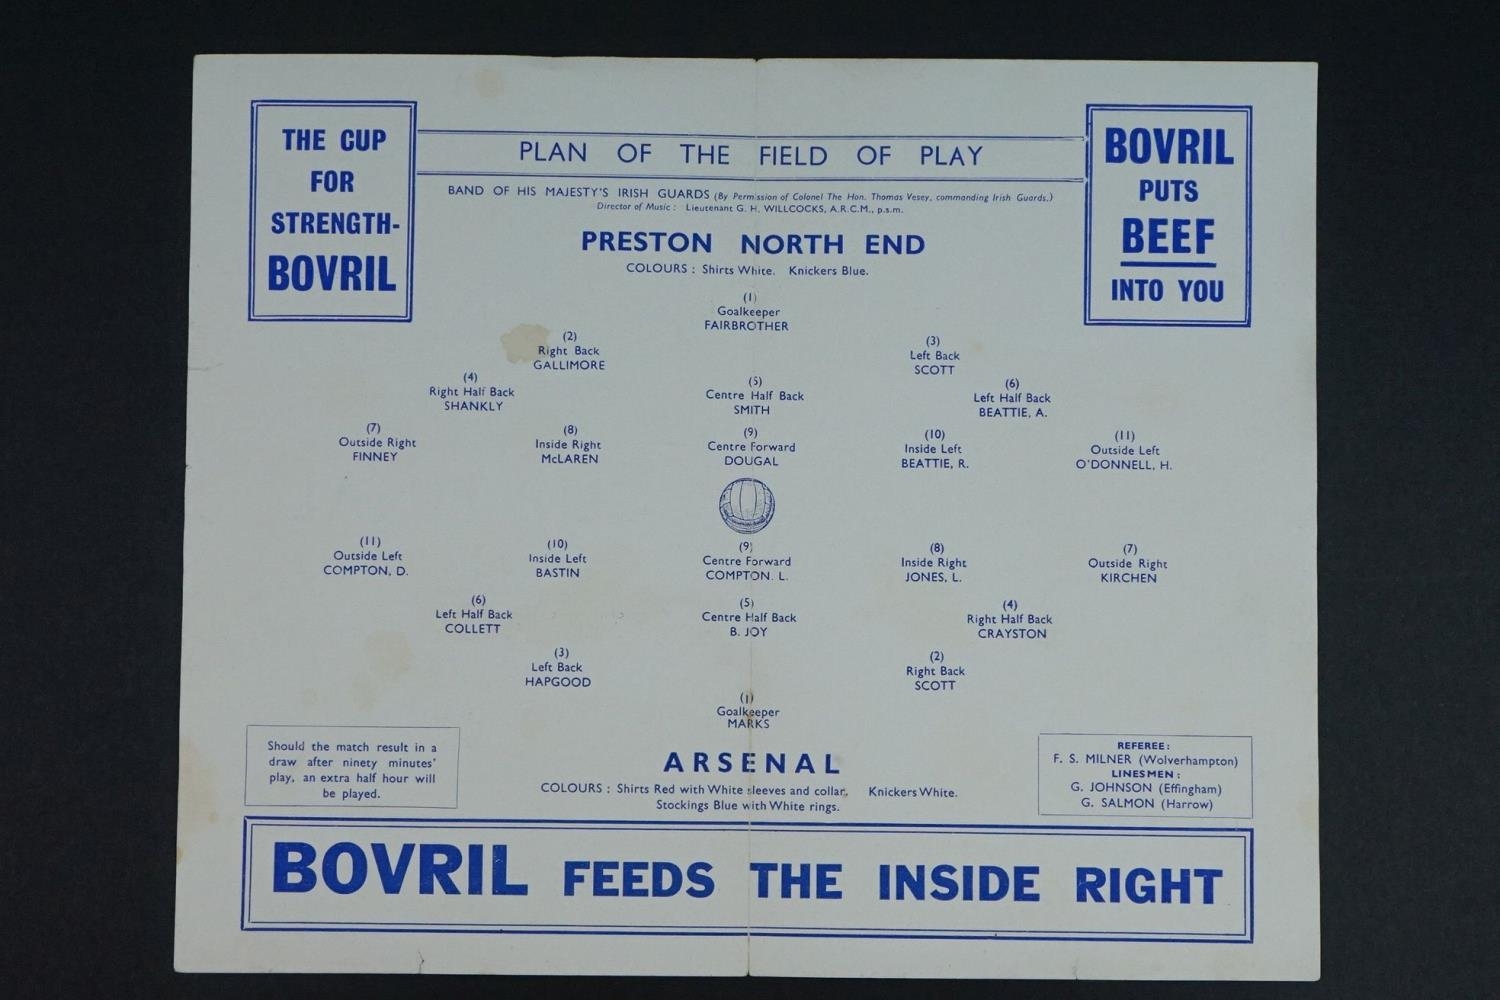 THE CUP
FOR
STRENGTH-
BOVRIL
PLAN OF THE FIELD OF PLAY
BAND OF HIS MAJESTY'S IRISH GUARDS (By Permission of Colonel The Hon. Thomas Vesey, commanding Irish Guards.)
Director of Music: Lieutenant G. H. WILLCOCKS, A.R.C.M., p.s.m.
BOVRIL
PUTS
BEEF
INTO YOU
PRESTON NORTH END
COLOURS: Shirts White. Knickers Blue.
(1)
Goalkeeper
FAIRBROTHER
(2)
Right Back
GALLIMORE
(3)
Left Back
SCOTT
(4)
Right Half Back
SHANKLY
(5)
Centre Half Back
SMITH
(6)
Left Half Back
BEATTIE, A.
(7)
Outside Right
FINNEY
(8)
Inside Right
McLAREN
(9)
Centre Forward
DOUGAL
(10)
Inside Left
BEATTIE, R.
(11)
Outside Left
O'DONNELL, H.
(11)
Outside Left
COMPTON, D.
(10)
Inside Left
BASTIN
(9)
Centre Forward
COMPTON. L.
(8)
Inside Right
JONES, L.
(7)
Outside Right
KIRCHEN
(6)
Left Half Back
COLLETT
(5)
Centre Half Back
B. JOY
(4)
Right Half Back
CRAYSTON
(3)
Left Back
HAPGOOD
(2)
Right Back
SCOTT
(1)
Goalkeeper
MARKS
ARSENAL
COLOURS: Shirts Red with White sleeves and collar. Knickers White.
Stockings Blue with White rings.
Should the match result in a
draw after ninety minutes'
play, an extra half hour will
be played.
REFEREE:
F. S. MILNER (Wolverhampton)
LINESMEN:
G. JOHNSON (Effingham)
G. SALMON (Harrow)
BOVRIL FEEDS THE INSIDE RIGHT